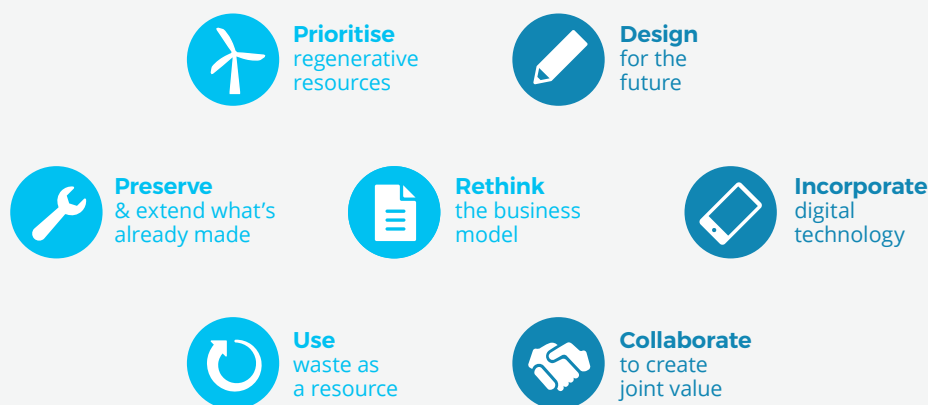 Prioritise
regenerative
resources
Design
for the
future
Preserve
& extend what's
already made
Rethink
the business
model
Incorporate
digital
technology
Use
waste as
a resource
Collaborate
to create
joint value